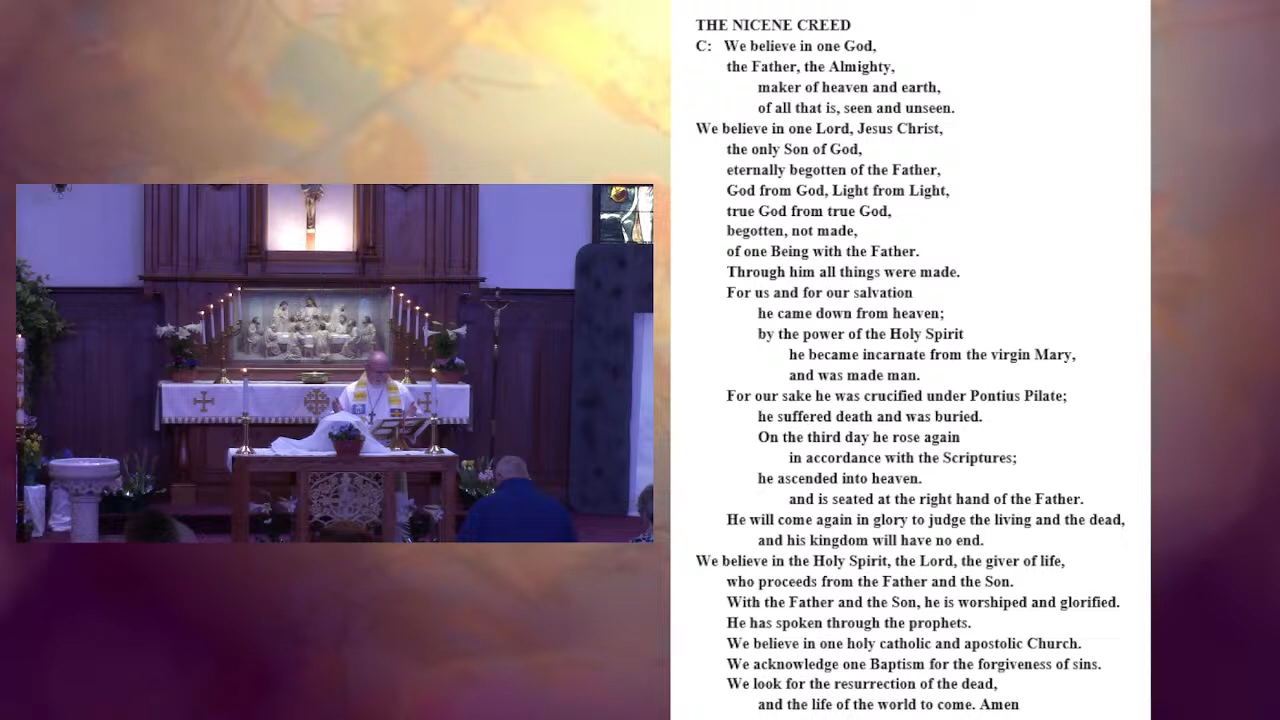 THE NICENE CREED
C: We believe in one God,
the Father, the Almighty,
maker of heaven and earth,
of all that is, seen and unseen.
We believe in one Lord, Jesus Christ,
the only Son of God,
eternally begotten of the Father,
God from God, Light from Light,
true God from true God,
begotten, not made,
of one Being with the Father.
Through him all things were made.
For us and for our salvation
he came down from heaven;
by the power of the Holy Spirit
he became incarnate from the virgin Mary,
and was made man.
For our sake he was crucified under Pontius Pilate;
he suffered death and was buried.
On the third day he rose again
in accordance with the Scriptures;
he ascended into heaven.
and is seated at the right hand of the Father.
He will come again in glory to judge the living and the dead,
and his kingdom will have no end.
We believe in the Holy Spirit, the Lord, the giver of life,
who proceeds from the Father and the Son.
With the Father and the Son, he is worshiped and glorified.
He has spoken through the prophets.
We believe in one holy catholic and apostolic Church.
We acknowledge one Baptism for the forgiveness of sins.
We look for the resurrection of the dead,
and the life of the world to come. Amen